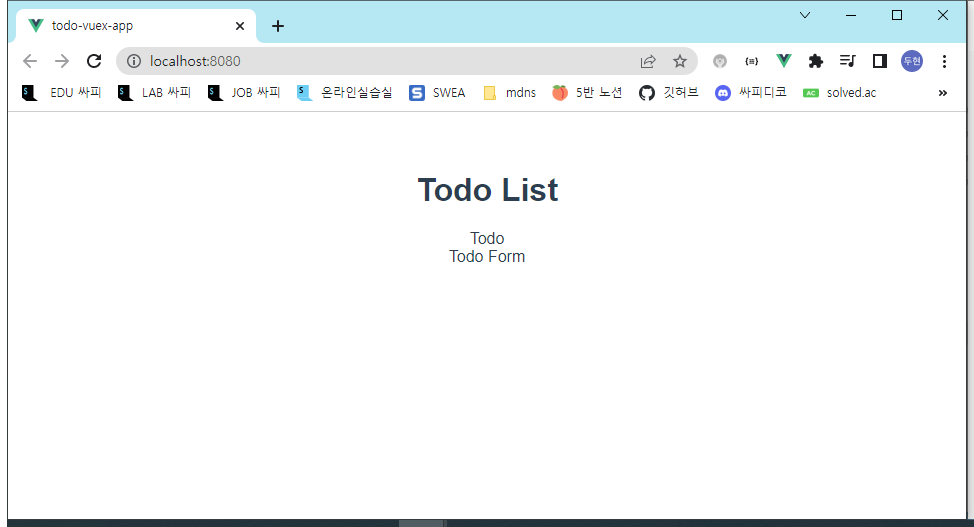 todo-vuex-app
localhost:8080
두현
EDU 싸피 LAB 싸피 JOB 싸피 온라인실습실 SWEA mdns 5반 노션 깃허브 싸피디코 AC solved.ac
Todo List
Todo
Todo Form